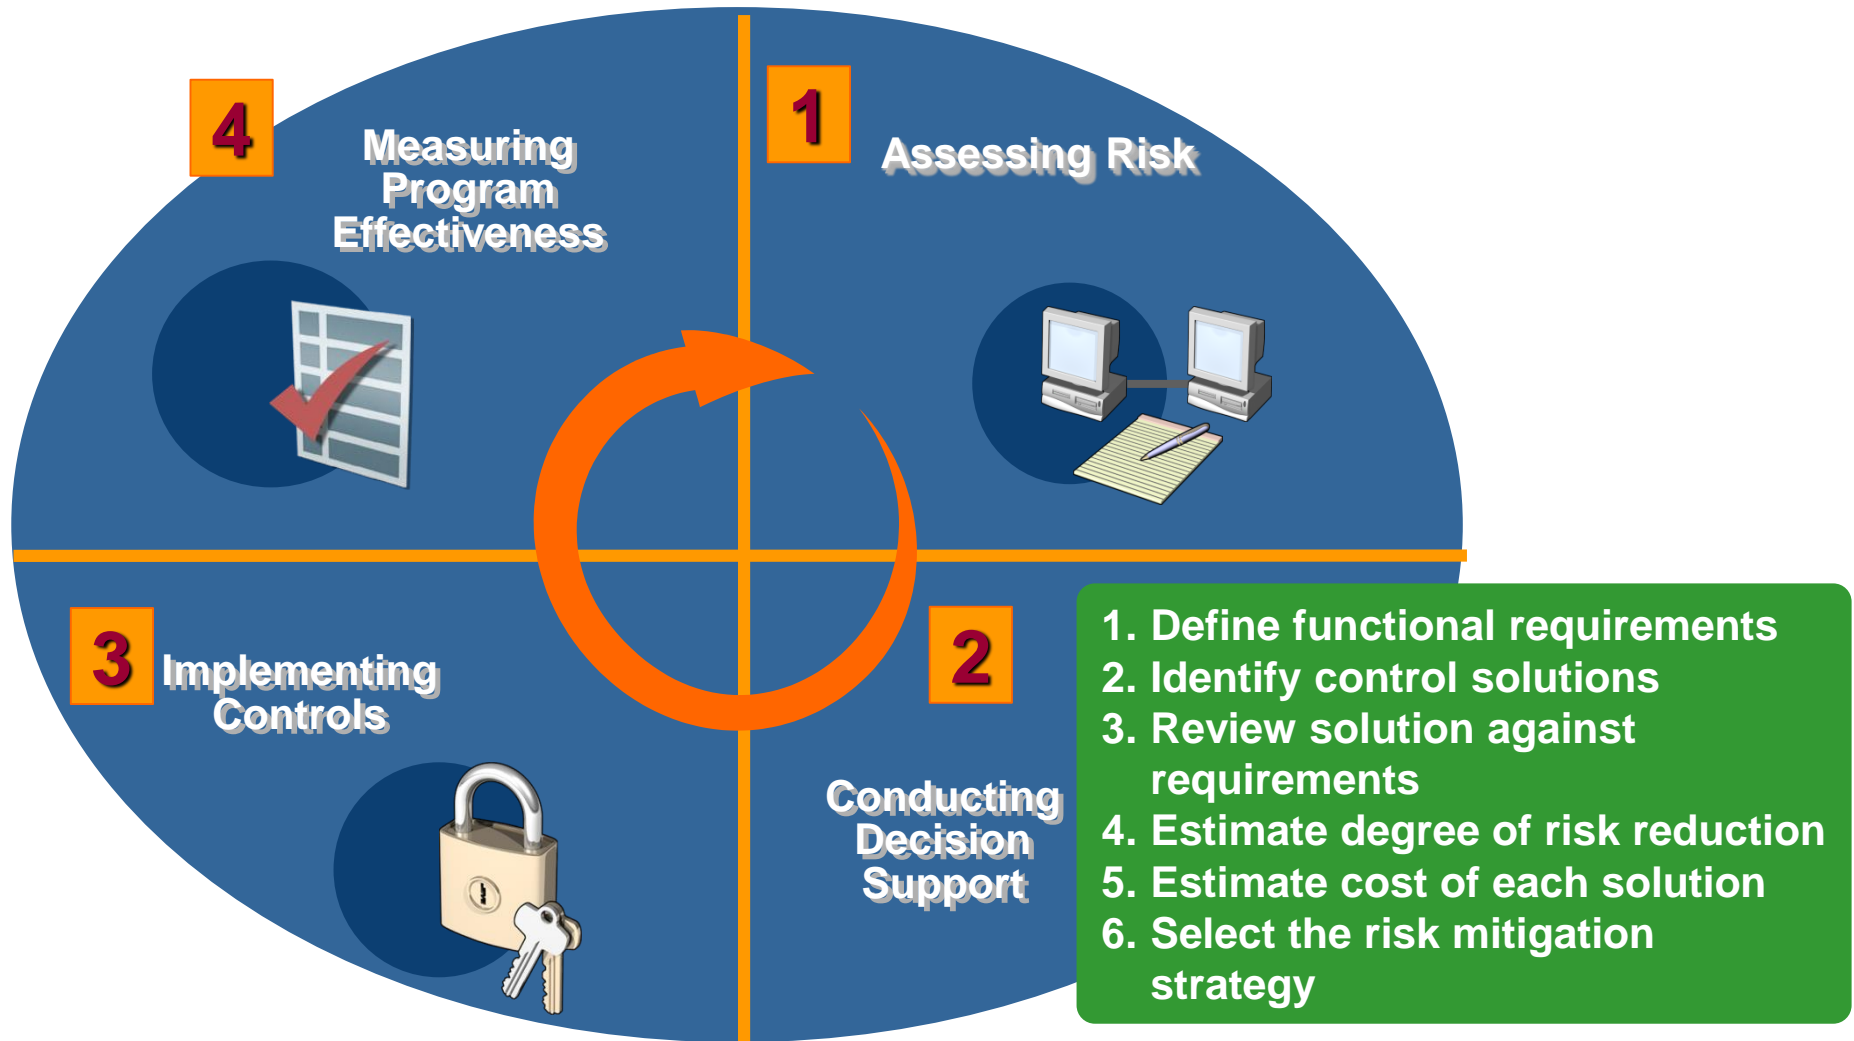 4
Measuring
Program
Effectiveness
1
Assessing Risk
3
Implementing
Controls
2
Conducting
Decision
Support
1. Define functional requirements
2. Identify control solutions
3. Review solution against
requirements
4. Estimate degree of risk reduction
5. Estimate cost of each solution
6. Select the risk mitigation
strategy